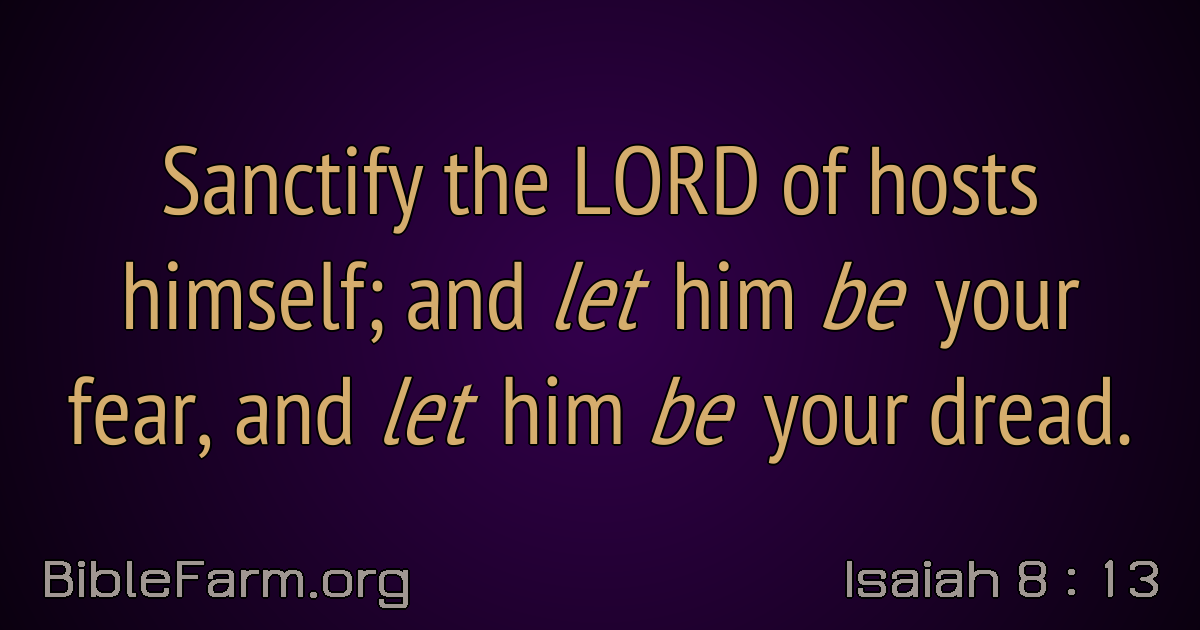 Sanctify the LORD of hosts
himself; and let him be your
fear, and let him be your dread.
BibleFarm.org
Isaiah 8 : 13